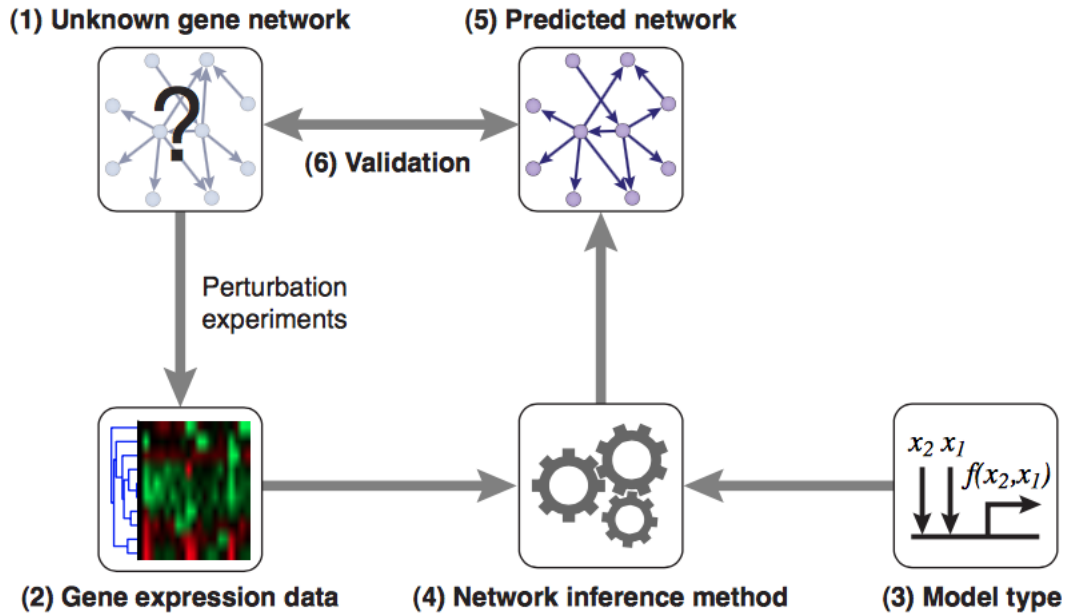 (1) Unknown gene network
(5) Predicted network
?
(6) Validation
Perturbation
experiments
x2 x1
f(x2,x1)
(2) Gene expression data
(4) Network inference method
(3) Model type